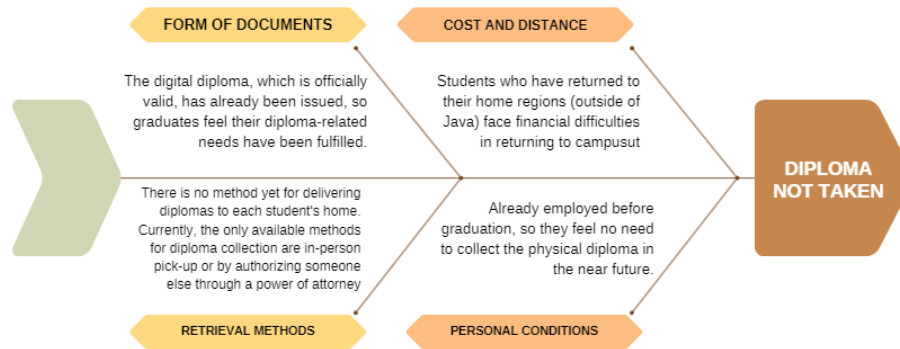 FORM OF DOCUMENTS
The digital diploma, which is officially
valid, has already been issued, so
graduates feel their diploma-related
needs have been fulfilled.
COST AND DISTANCE
Students who have returned to
their home regions (outside of
Java) face financial difficulties
in returning to campusut
DIPLOMA
NOT TAKEN
There is no method yet for delivering
diplomas to each student's home.
Currently, the only available methods
for diploma collection are in-person
pick-up or by authorizing someone
else through a power of attorney
RETRIEVAL METHODS
Already employed before
graduation, so they feel no need
to collect the physical diploma in
the near future.
PERSONAL CONDITIONS